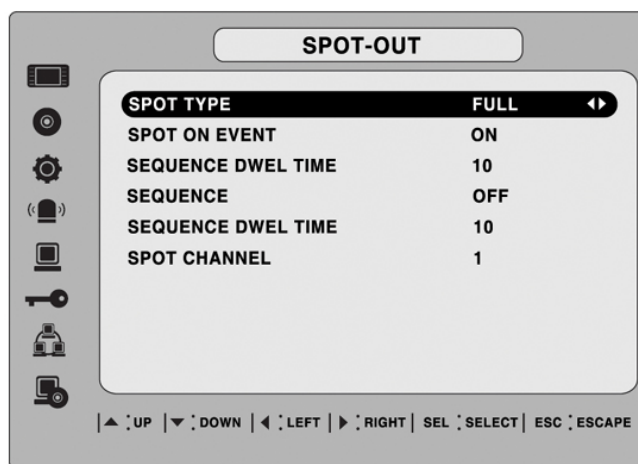 SPOT-OUT
SPOT TYPE FULL
SPOT ON EVENT ON
SEQUENCE DWEL TIME 10
SEQUENCE OFF
SEQUENCE DWEL TIME 10
SPOT CHANNEL 1
▲ : UP | ▼ : DOWN | ◀ : LEFT | ▶ : RIGHT | SEL : SELECT | ESC : ESCAPE